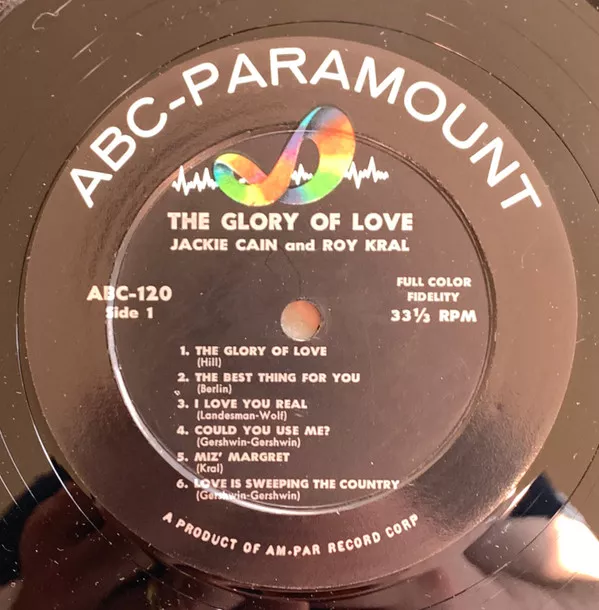 ABC-PARAMOUNT
THE GLORY OF LOVE
JACKIE CAIN and ROY KRAL
ABC-120
Side 1
FULL COLOR
FIDELITY
33⅓ RPM
1. THE GLORY OF LOVE
(Hill)
2. THE BEST THING FOR YOU
(Berlin)
3. I LOVE YOU REAL
(Landesman-Wolf)
4. COULD YOU USE ME?
(Gershwin-Gershwin)
5. MIZ' MARGRET
(Kral)
6. LOVE IS SWEEPING THE COUNTRY
(Gershwin-Gershwin)
A PRODUCT OF AM-PAR RECORD CORP